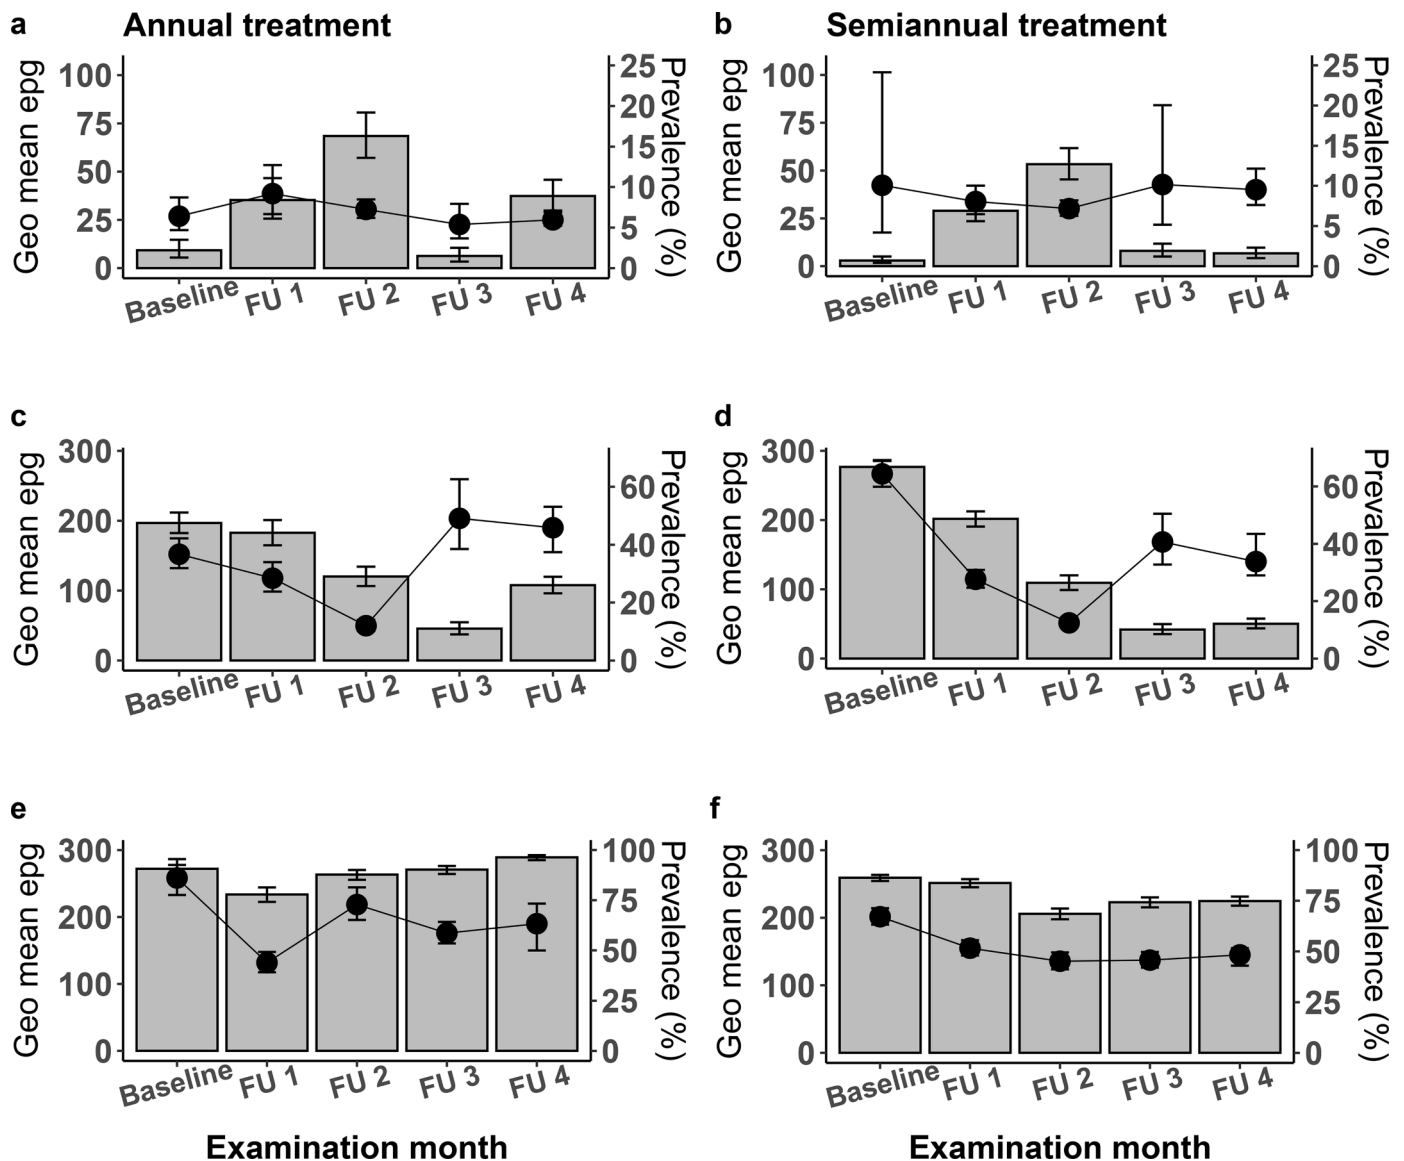 a Annual treatment
Geo mean epg
100
75
50
25
0
25
20
15
10
5
0
Prevalence (%)
Baseline FU 1 FU 2 FU 3 FU 4
b Semiannual treatment
Geo mean epg
100
75
50
25
0
25
20
15
10
5
0
Prevalence (%)
Baseline FU 1 FU 2 FU 3 FU 4
c
Geo mean epg
300
200
100
0
60
40
20
0
Prevalence (%)
Baseline FU 1 FU 2 FU 3 FU 4
d
Geo mean epg
300
200
100
0
60
40
20
0
Prevalence (%)
Baseline FU 1 FU 2 FU 3 FU 4
e
Geo mean epg
300
200
100
0
100
75
50
25
0
Prevalence (%)
Baseline FU 1 FU 2 FU 3 FU 4
Examination month
f
Geo mean epg
300
200
100
0
100
75
50
25
0
Prevalence (%)
Baseline FU 1 FU 2 FU 3 FU 4
Examination month